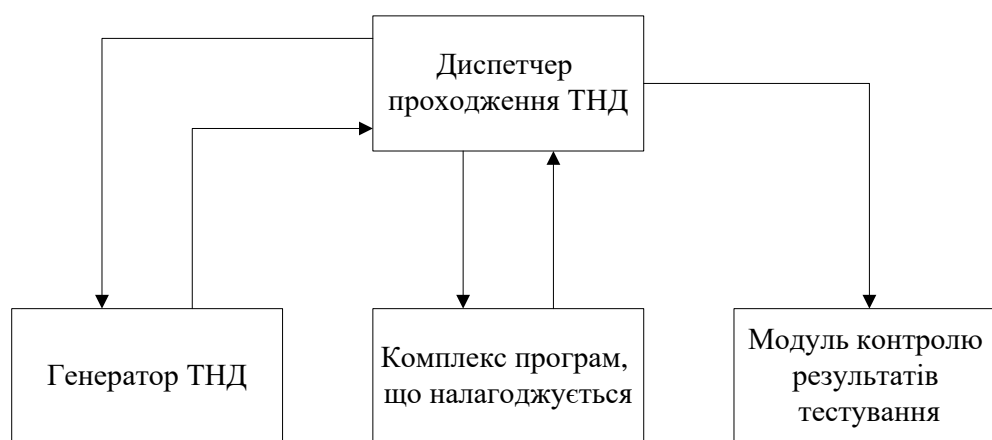 Диспетчер
проходження ТНД
Генератор ТНД
Комплекс програм,
що налагоджується
Модуль контролю
результатів
тестування